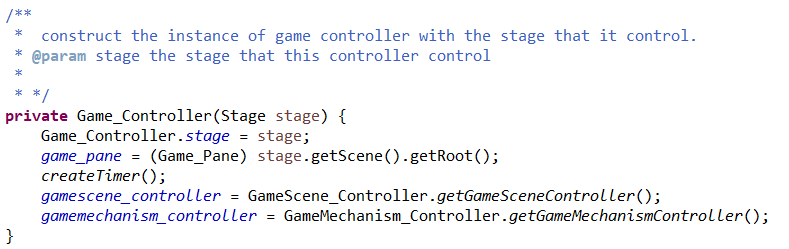 /**
 *  construct the instance of game controller with the stage that it control.
 * @param stage the stage that this controller control
 *
 * */
private Game_Controller(Stage stage) {
    Game_Controller.stage = stage;
    game_pane = (Game_Pane) stage.getScene().getRoot();
    createTimer();
    gamescene_controller = GameScene_Controller.getGameSceneController();
    gamemechanism_controller = GameMechanism_Controller.getGameMechanismController();
}